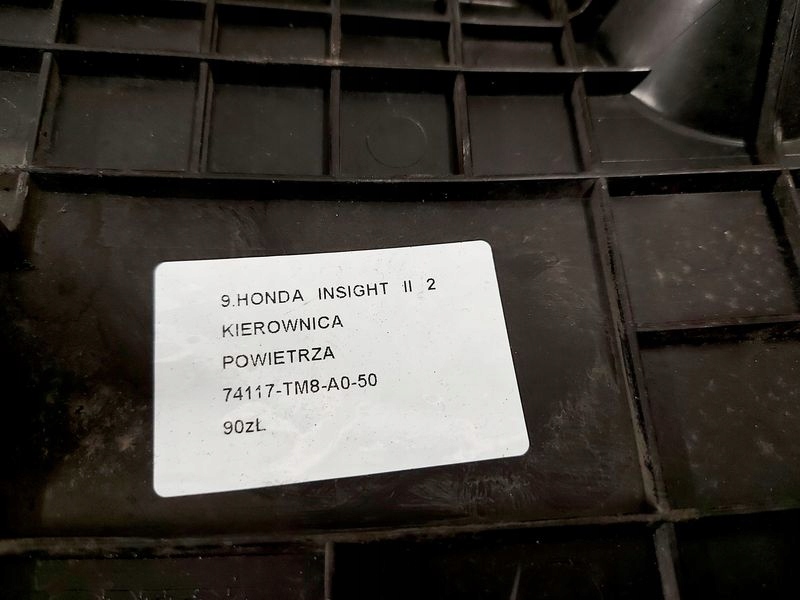 9.HONDA INSIGHT II 2
KIEROWNICA
POWIETRZA
74117-TM8-A0-50
90zŁ